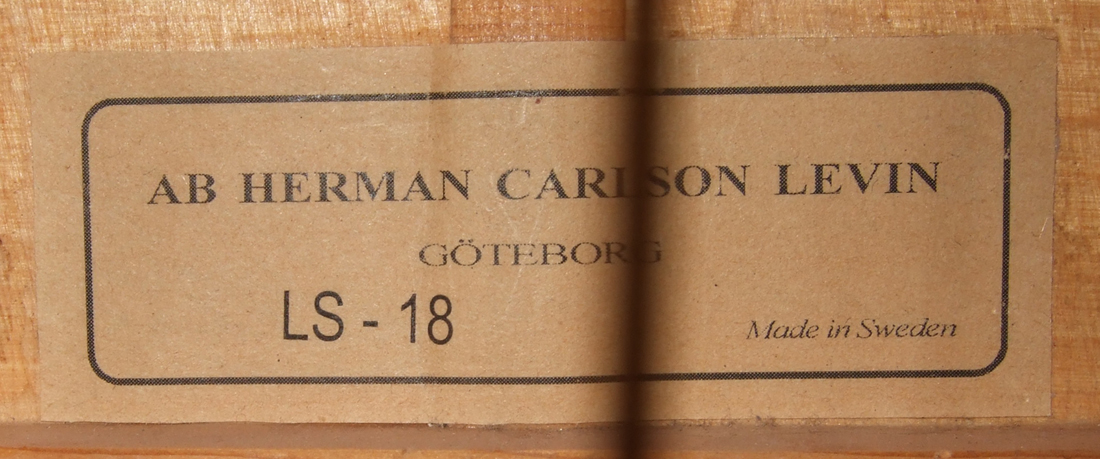 AB HERMAN CARLSON LEVIN
GÖTEBORG
LS - 18
Made in Sweden